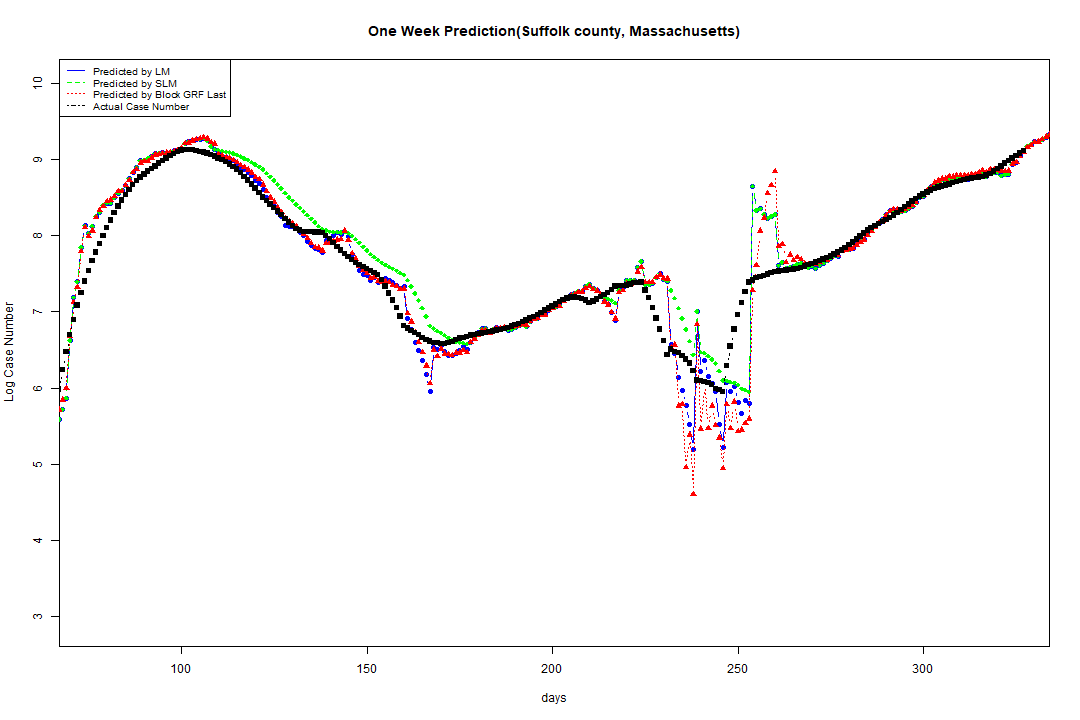 One Week Prediction(Suffolk county, Massachusetts)
Predicted by LM
Predicted by SLM
Predicted by Block GRF Last
Actual Case Number
Log Case Number
10
9
8
7
6
5
4
3
100 150 200 250 300
days